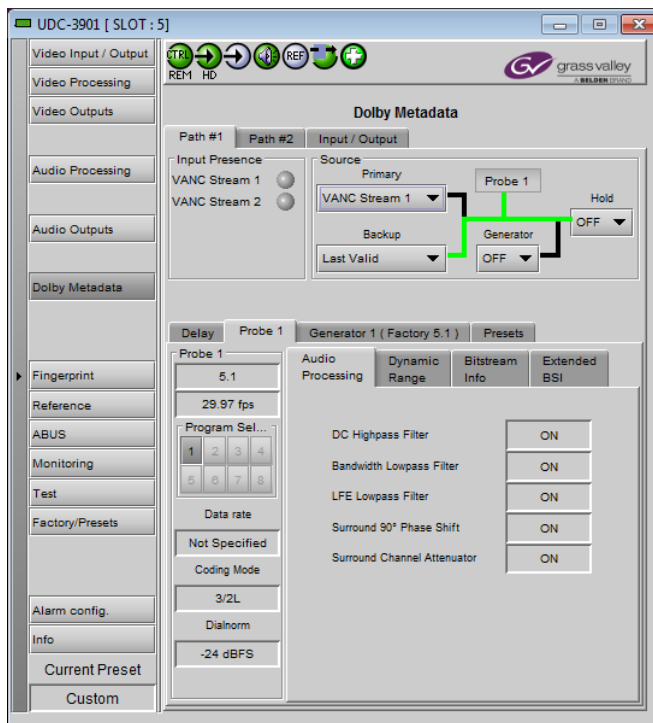 UDC-3901 [ SLOT : 5]
Video Input / Output
Video Processing
Video Outputs
Audio Processing
Audio Outputs
Dolby Metadata
Fingerprint
Reference
ABUS
Monitoring
Test
Factory/Presets
Alarm config.
Info
Current Preset
Custom
CTRL
REF
REM HD
GV grass valley
A BELDEN BRAND
Dolby Metadata
Path #1 Path #2 Input / Output
Input Presence
VANC Stream 1
VANC Stream 2
Source
Primary
VANC Stream 1
Probe 1
Hold
OFF
Backup
Last Valid
Generator
OFF
Delay Probe 1 Generator 1 ( Factory 5.1 ) Presets
Probe 1
5.1
29.97 fps
Program Sel...
1 2 3 4
5 6 7 8
Data rate
Not Specified
Coding Mode
3/2L
Dialnorm
-24 dBFS
Audio Processing
Dynamic Range
Bitstream Info
Extended BSI
DC Highpass Filter ON
Bandwidth Lowpass Filter ON
LFE Lowpass Filter ON
Surround 90° Phase Shift ON
Surround Channel Attenuator ON